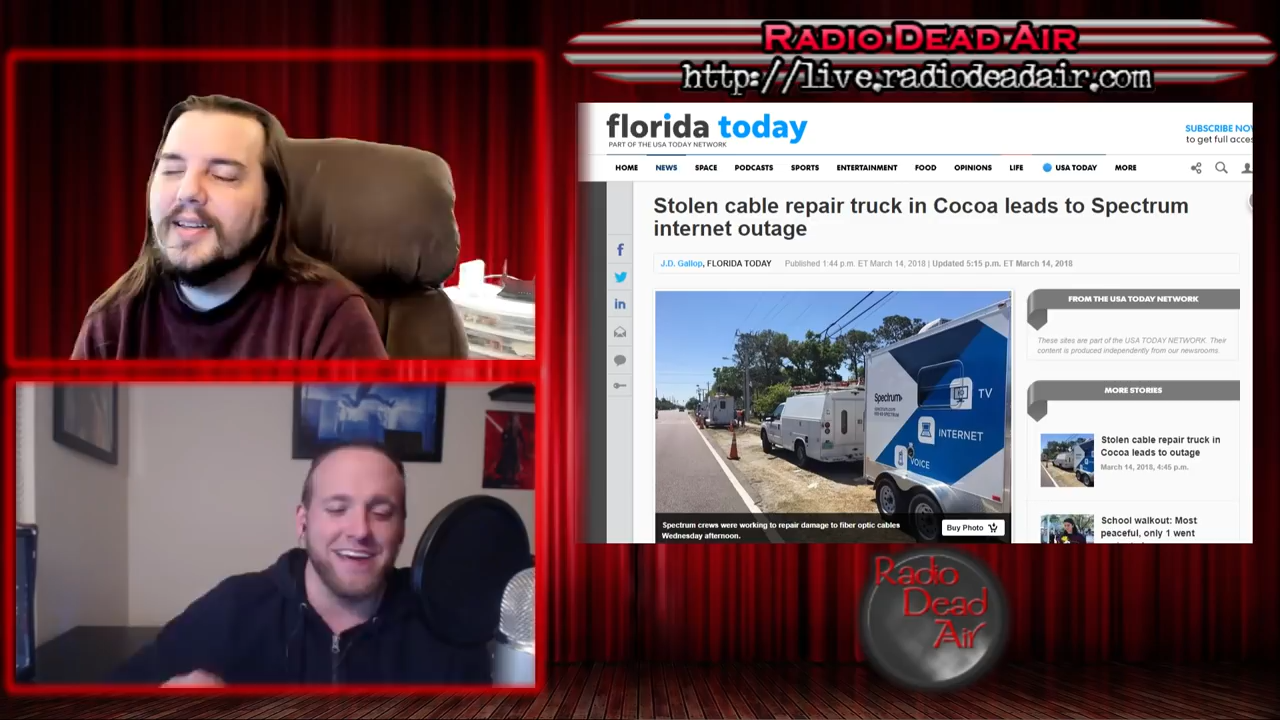 RADIO DEAD AIR
http://live.radiodeadair.com
florida today
PART OF THE USA TODAY NETWORK
SUBSCRIBE NOW
to get full acces
HOME NEWS SPACE PODCASTS SPORTS ENTERTAINMENT FOOD OPINIONS LIFE USA TODAY MORE
Stolen cable repair truck in Cocoa leads to Spectrum
internet outage
J.D. Gallop, FLORIDA TODAY Published 1:44 p.m. ET March 14, 2018 | Updated 5:15 p.m. ET March 14, 2018
f
in
Spectrum
TV
INTERNET
VOICE
Spectrum crews were working to repair damage to fiber optic cables
Wednesday afternoon.
Buy Photo
FROM THE USA TODAY NETWORK
These sites are part of the USA TODAY NETWORK. Their
content is produced independently from our newsrooms.
MORE STORIES
Stolen cable repair truck in
Cocoa leads to outage
March 14, 2018, 4:45 p.m.
School walkout: Most
peaceful, only 1 went
Radio
Dead
Air